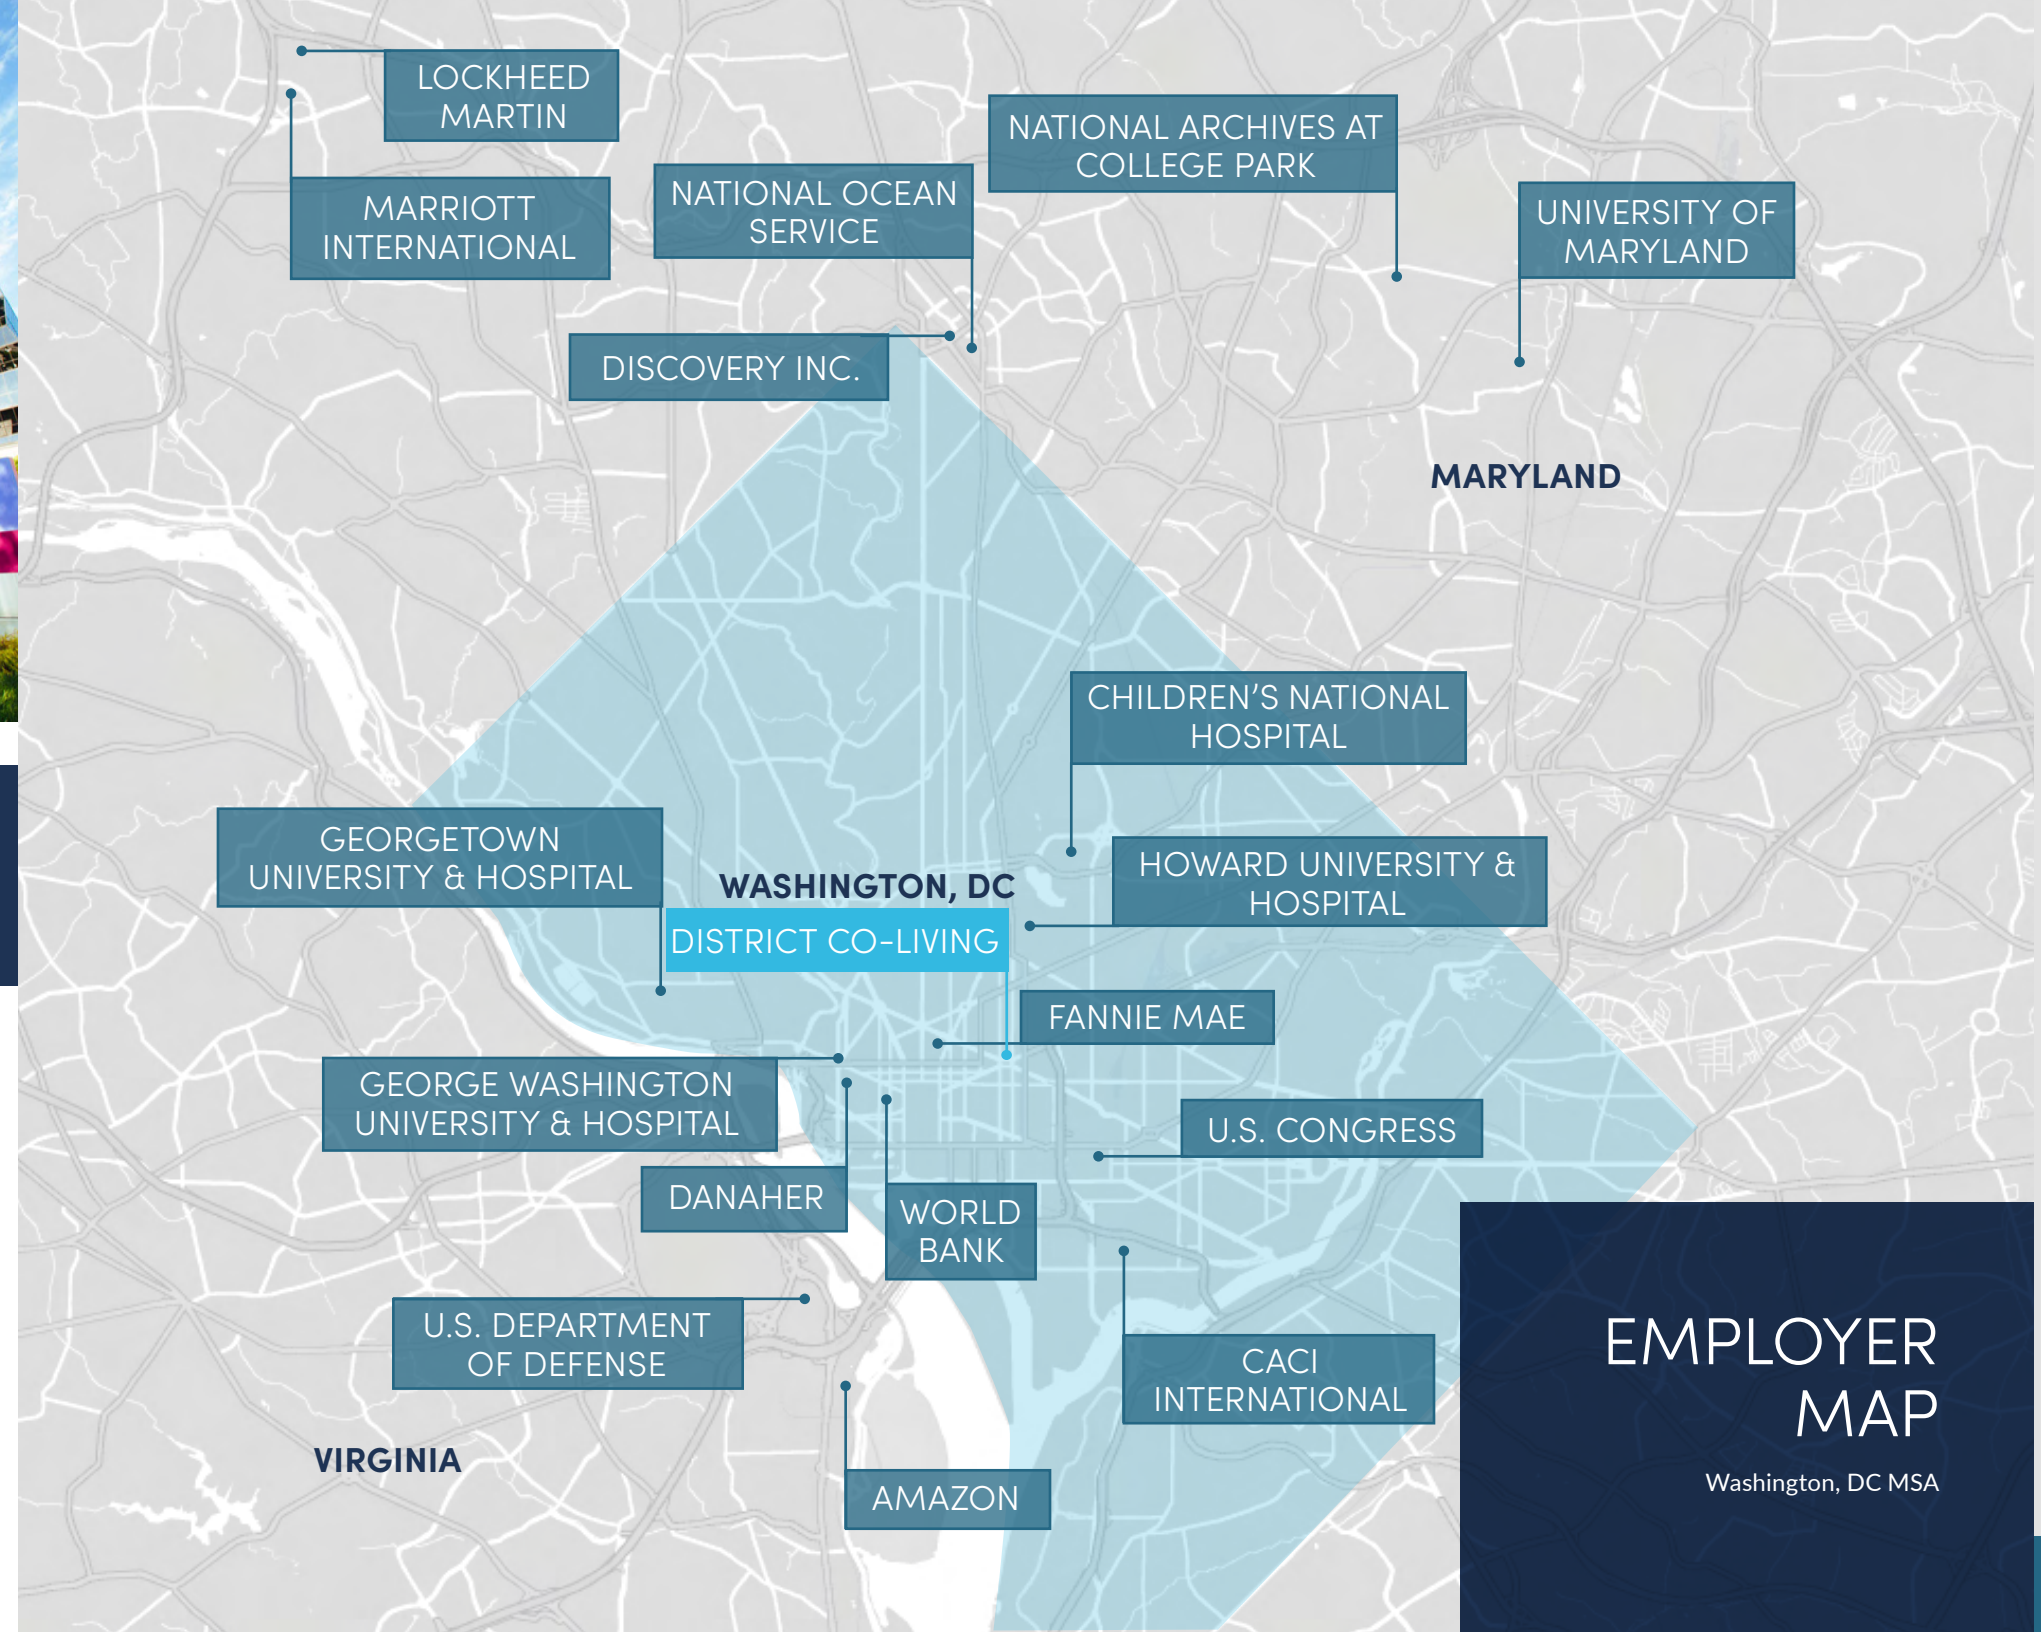 LOCKHEED
MARTIN
NATIONAL ARCHIVES AT
COLLEGE PARK
MARRIOTT
INTERNATIONAL
NATIONAL OCEAN
SERVICE
UNIVERSITY OF
MARYLAND
DISCOVERY INC.
MARYLAND
CHILDREN’S NATIONAL
HOSPITAL
GEORGETOWN
UNIVERSITY & HOSPITAL
WASHINGTON, DC
DISTRICT CO-LIVING
HOWARD UNIVERSITY &
HOSPITAL
FANNIE MAE
GEORGE WASHINGTON
UNIVERSITY & HOSPITAL
U.S. CONGRESS
DANAHER
WORLD
BANK
U.S. DEPARTMENT
OF DEFENSE
CACI
INTERNATIONAL
VIRGINIA
AMAZON
EMPLOYER
MAP
Washington, DC MSA